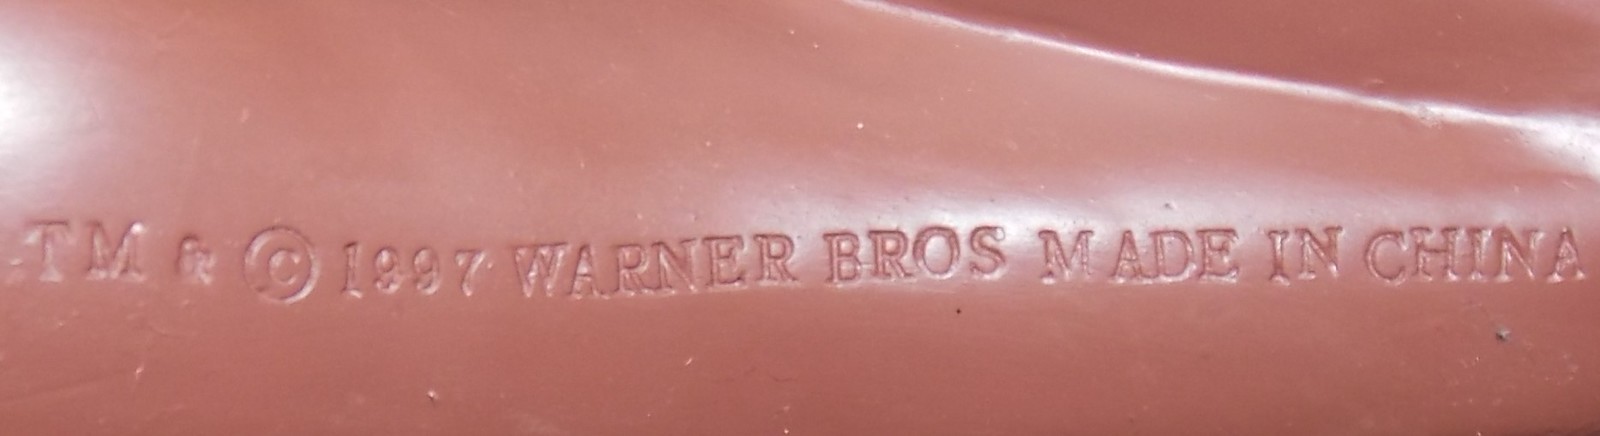 TM & © 1997 WARNER BROS MADE IN CHINA